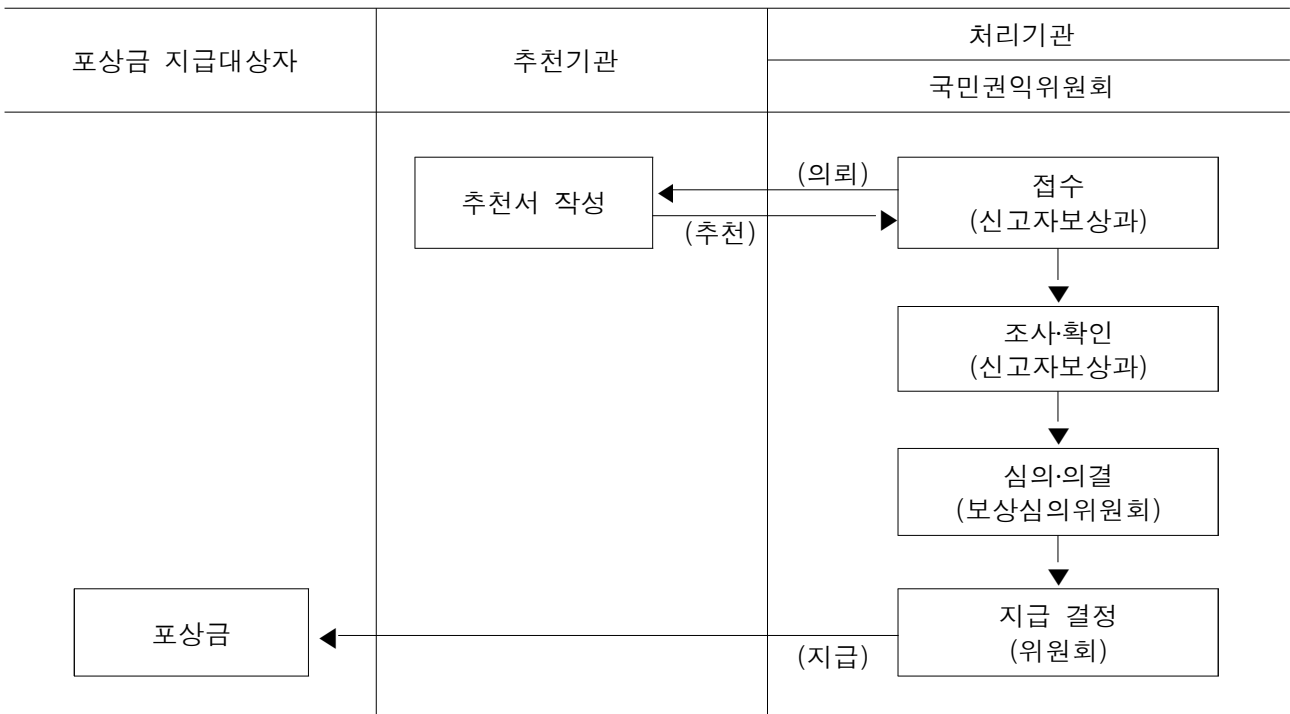 포상금 지급대상자
추천기관
처리기관
국민권익위원회
추천서 작성
(의뢰)
(추천)
접수
(신고자보상과)
조사·확인
(신고자보상과)
심의·의결
(보상심의위원회)
포상금
(지급)
지급 결정
(위원회)